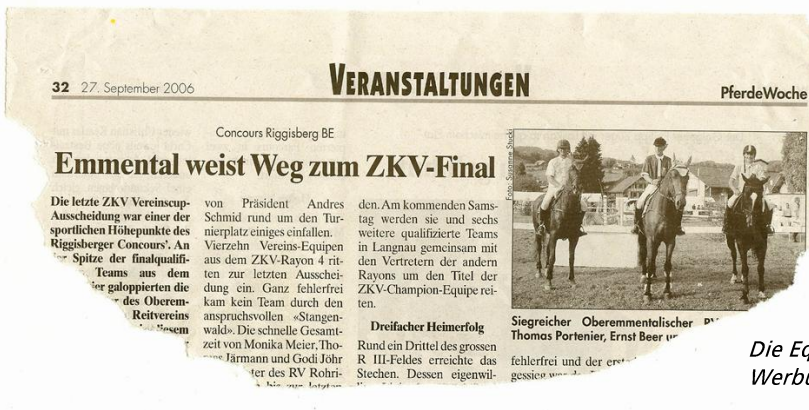 32 27. September 2006
VERANSTALTUNGEN
PferdeWoche
Concours Riggisberg BE
Emmental weist Weg zum ZKV-Final
Die letzte ZKV Vereinscup-
Ausscheidung war einer der
sportlichen Höhepunkte des
Riggisberger Concours'. An
Spitze der finalqualifi-
Teams aus dem
galoppierten die
des Oberem-
Reitvereins
von Präsident Andres
Schmid rund um den Tur-
nierplatz einiges einfallen.
Vierzehn Vereins-Equipen
aus dem ZKV-Rayon 4 rit-
ten zur letzten Ausschei-
dung ein. Ganz fehlerfrei
kam kein Team durch den
anspruchsvollen «Stangen-
wald». Die schnelle Gesamt-
zeit von Monika Meier, Tho-
Järmann und Godi Jöhr
des RV Rohri-
bis zur letzten
den. Am kommenden Sams-
tag werden sie und sechs
weitere qualifizierte Teams
in Langnau gemeinsam mit
den Vertretern der andern
Rayons um den Titel der
ZKV-Champion-Equipe rei-
ten.
Dreifacher Heimerfolg
Rund ein Drittel des grossen
R III-Feldes erreichte das
Stechen. Dessen eigenwil-
Foto: Susanne Stucki
Siegreicher Oberemmentalischer RV
Thomas Portenier, Ernst Beer
fehlerfrei und der
Die Eq
Werbu